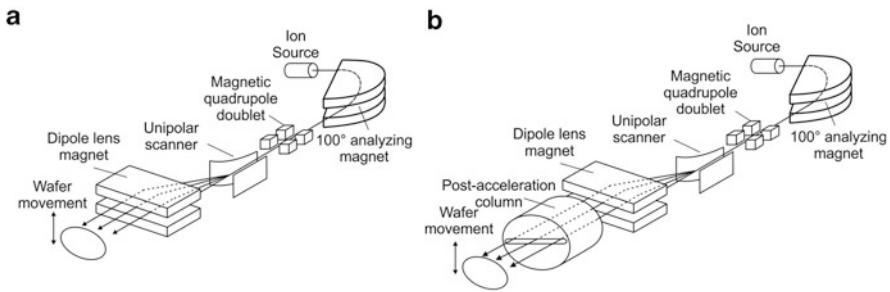 a
Ion
Source
Magnetic
quadrupole
doublet
Unipolar
scanner
100° analyzing
magnet
Dipole lens
magnet
Wafer
movement
b
Ion
Source
Magnetic
quadrupole
doublet
Unipolar
scanner
100° analyzing
magnet
Dipole lens
magnet
Post-acceleration
column
Wafer
movement